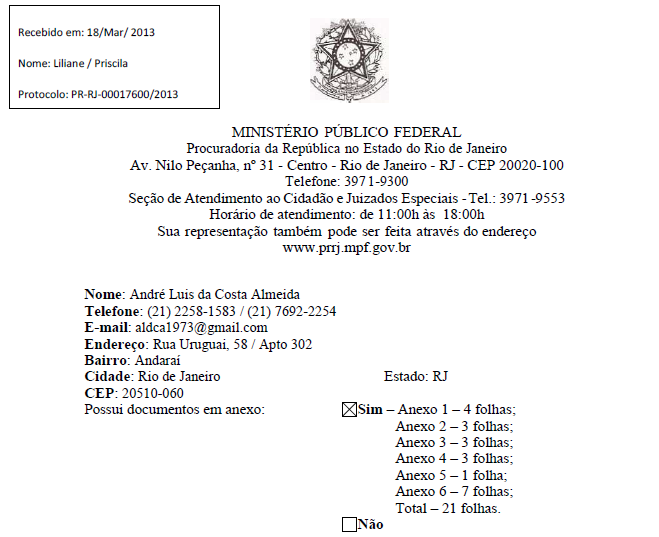 Recebido em: 18/Mar/ 2013
Nome: Liliane / Priscila
Protocolo: PR-RJ-00017600/2013
MINISTÉRIO PÚBLICO FEDERAL
Procuradoria da República no Estado do Rio de Janeiro
Av. Nilo Peçanha, nº 31 - Centro - Rio de Janeiro - RJ - CEP 20020-100
Telefone: 3971-9300
Seção de Atendimento ao Cidadão e Juizados Especiais - Tel.: 3971-9553
Horário de atendimento: de 11:00h às 18:00h
Sua representação também pode ser feita através do endereço
www.prrj.mpf.gov.br
Nome: André Luis da Costa Almeida
Telefone: (21) 2258-1583 / (21) 7692-2254
E-mail: aldca1973@gmail.com
Endereço: Rua Uruguai, 58 / Apto 302
Bairro: Andaraí
Cidade: Rio de Janeiro Estado: RJ
CEP: 20510-060
Possui documentos em anexo: Sim – Anexo 1 – 4 folhas;
Anexo 2 – 3 folhas;
Anexo 3 – 3 folhas;
Anexo 4 – 3 folhas;
Anexo 5 – 1 folha;
Anexo 6 – 7 folhas;
Total – 21 folhas.
Não